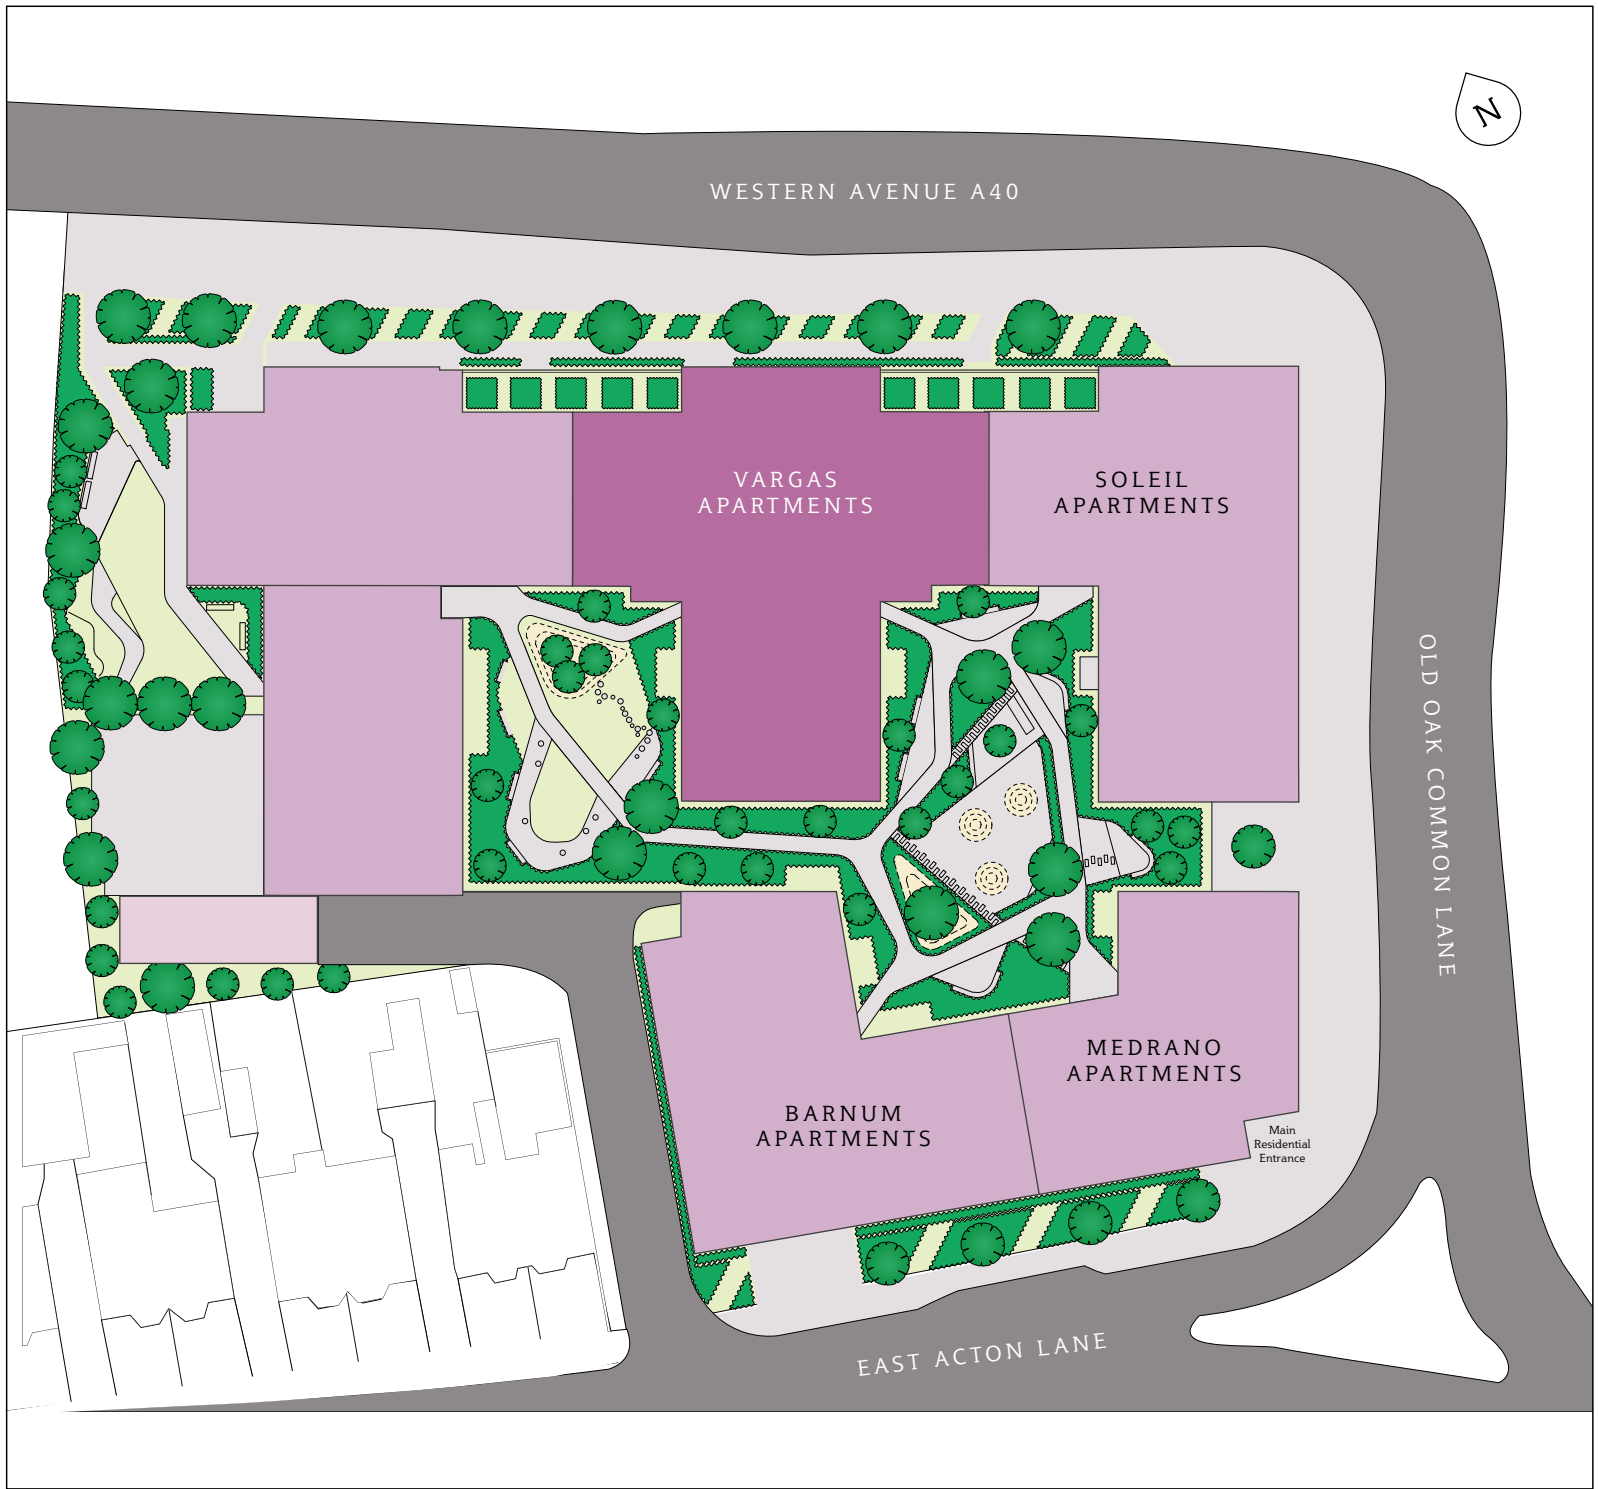 N
WESTERN AVENUE A40
VARGAS
APARTMENTS
SOLEIL
APARTMENTS
OLD OAK COMMON LANE
MEDRANO
APARTMENTS
BARNUM
APARTMENTS
Main
Residential
Entrance
EAST ACTON LANE